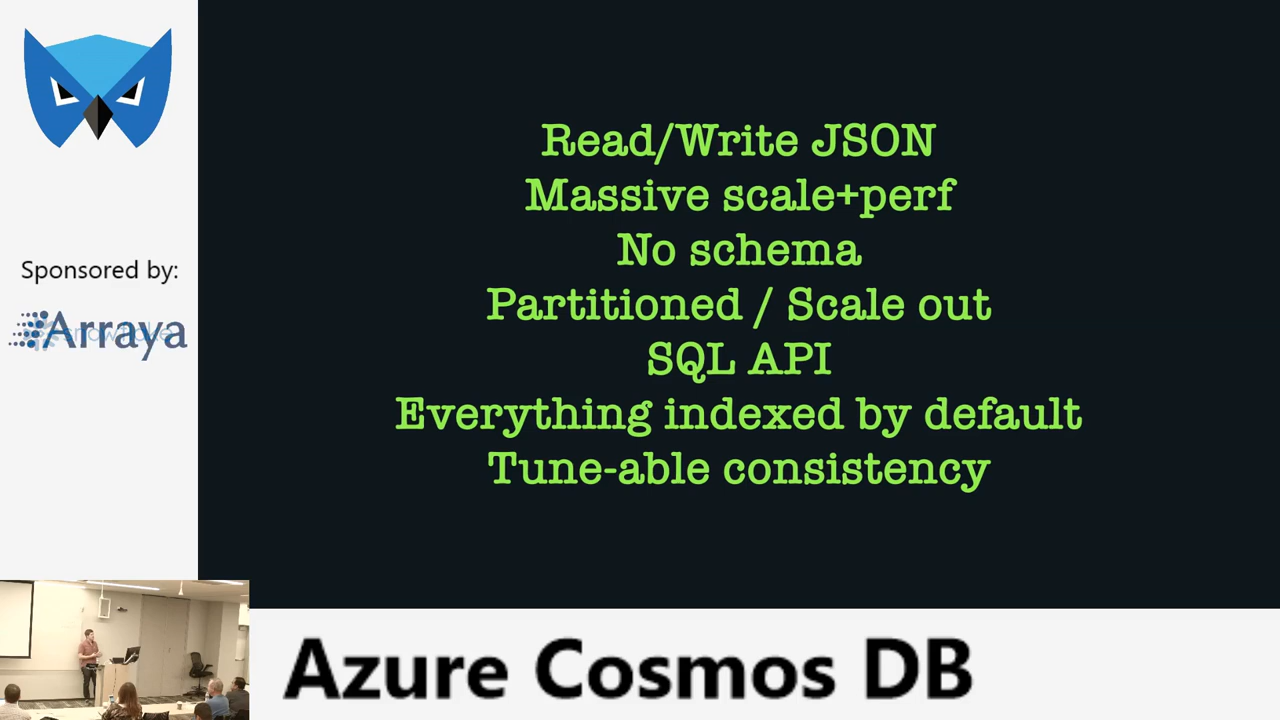 Sponsored by:
Arraya
Read/Write JSON
Massive scale+perf
No schema
Partitioned / Scale out
SQL API
Everything indexed by default
Tune-able consistency
Azure Cosmos DB